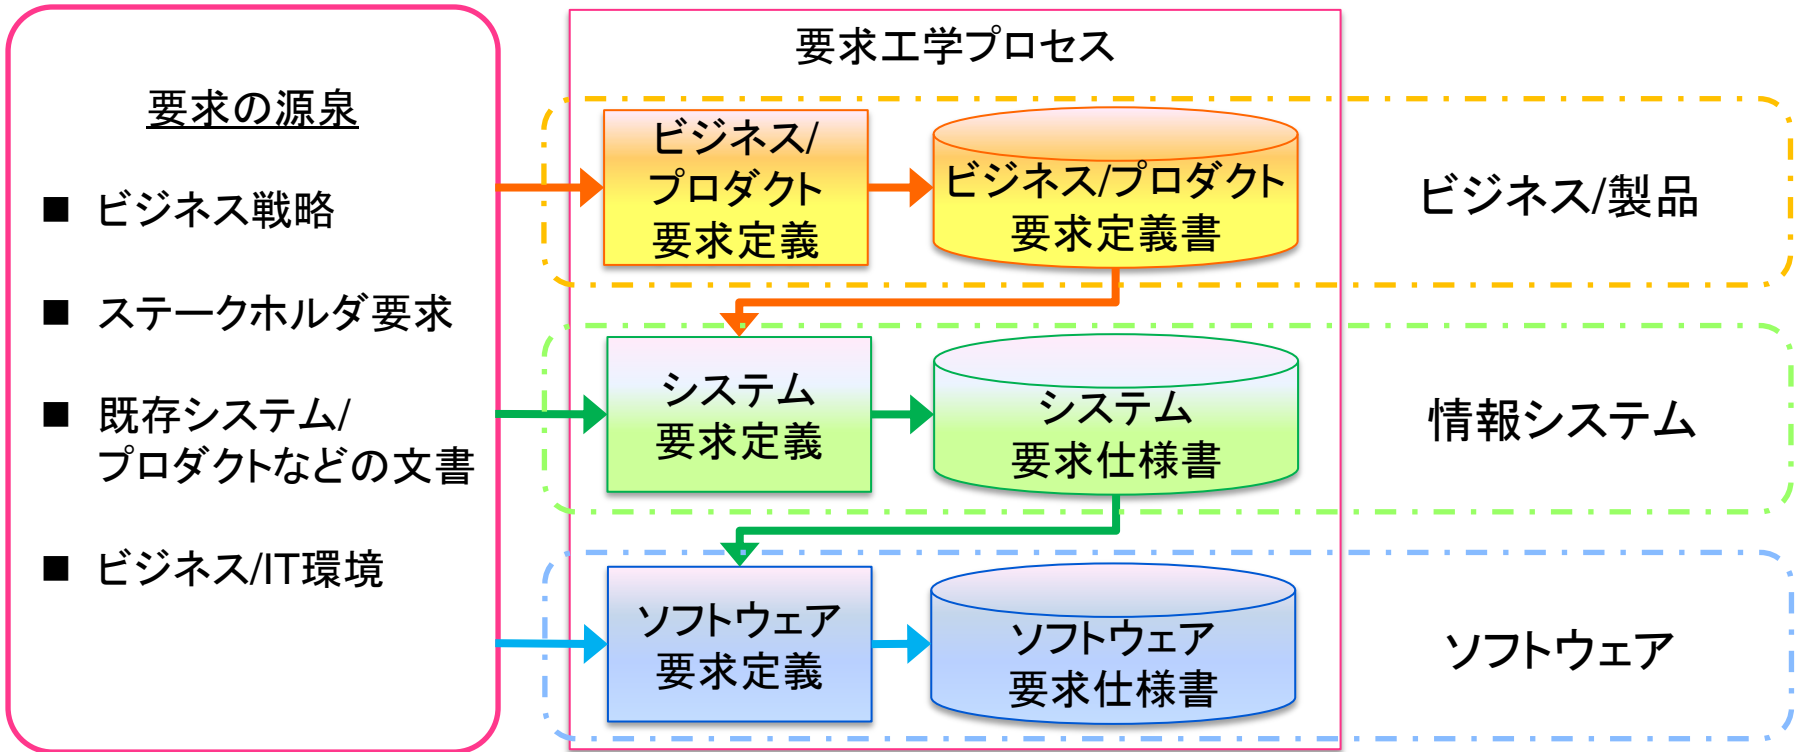 要求の源泉
■ ビジネス戦略
■ ステークホルダ要求
■ 既存システム/
プロダクトなどの文書
■ ビジネス/IT環境
要求工学プロセス
ビジネス/
プロダクト
要求定義
ビジネス/プロダクト
要求定義書
ビジネス/製品
システム
要求定義
システム
要求仕様書
情報システム
ソフトウェア
要求定義
ソフトウェア
要求仕様書
ソフトウェア